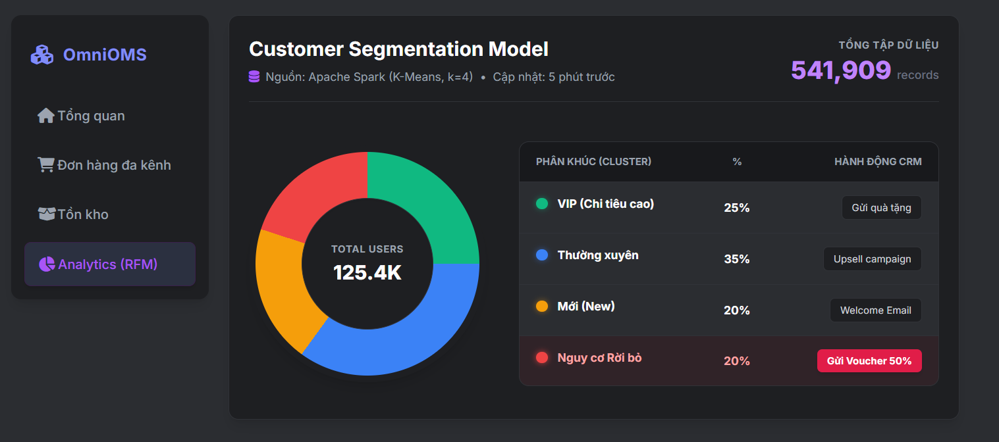 OmniOMS
Tổng quan
Đơn hàng đa kênh
Tồn kho
Analytics (RFM)
Customer Segmentation Model
Nguồn: Apache Spark (K-Means, k=4) • Cập nhật: 5 phút trước
TỔNG TẬP DỮ LIỆU
541,909 records
TOTAL USERS
125.4K
PHÂN KHÚC (CLUSTER) % HÀNH ĐỘNG CRM
VIP (Chi tiêu cao) 25% Gửi quà tặng
Thường xuyên 35% Upsell campaign
Mới (New) 20% Welcome Email
Nguy cơ Rời bỏ 20% Gửi Voucher 50%